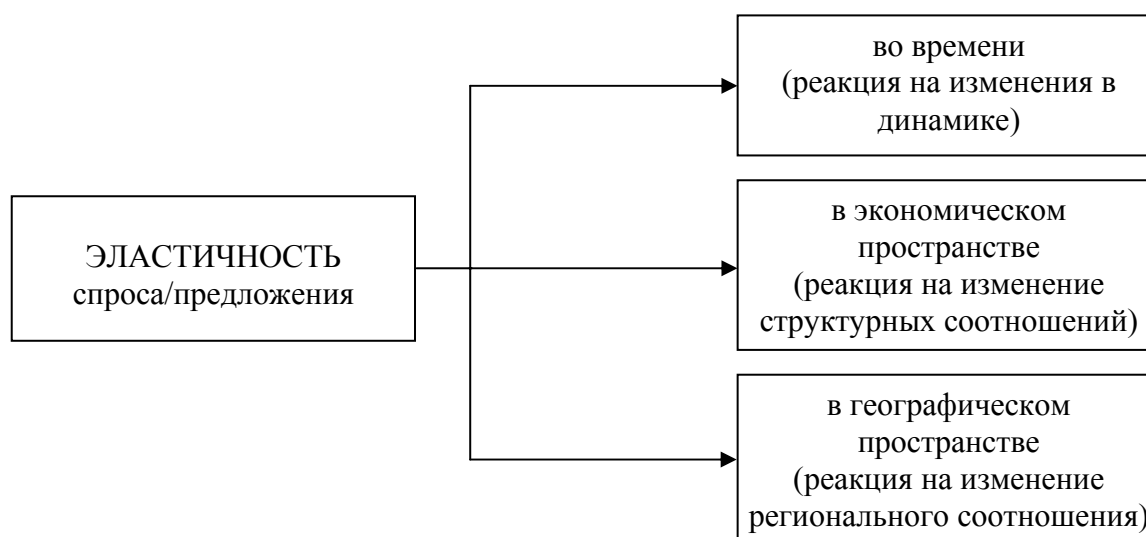 ЭЛАСТИЧНОСТЬ
спроса/предложения
во времени
(реакция на изменения в
динамике)
в экономическом
пространстве
(реакция на изменение
структурных соотношений)
в географическом
пространстве
(реакция на изменение
регионального соотношения)